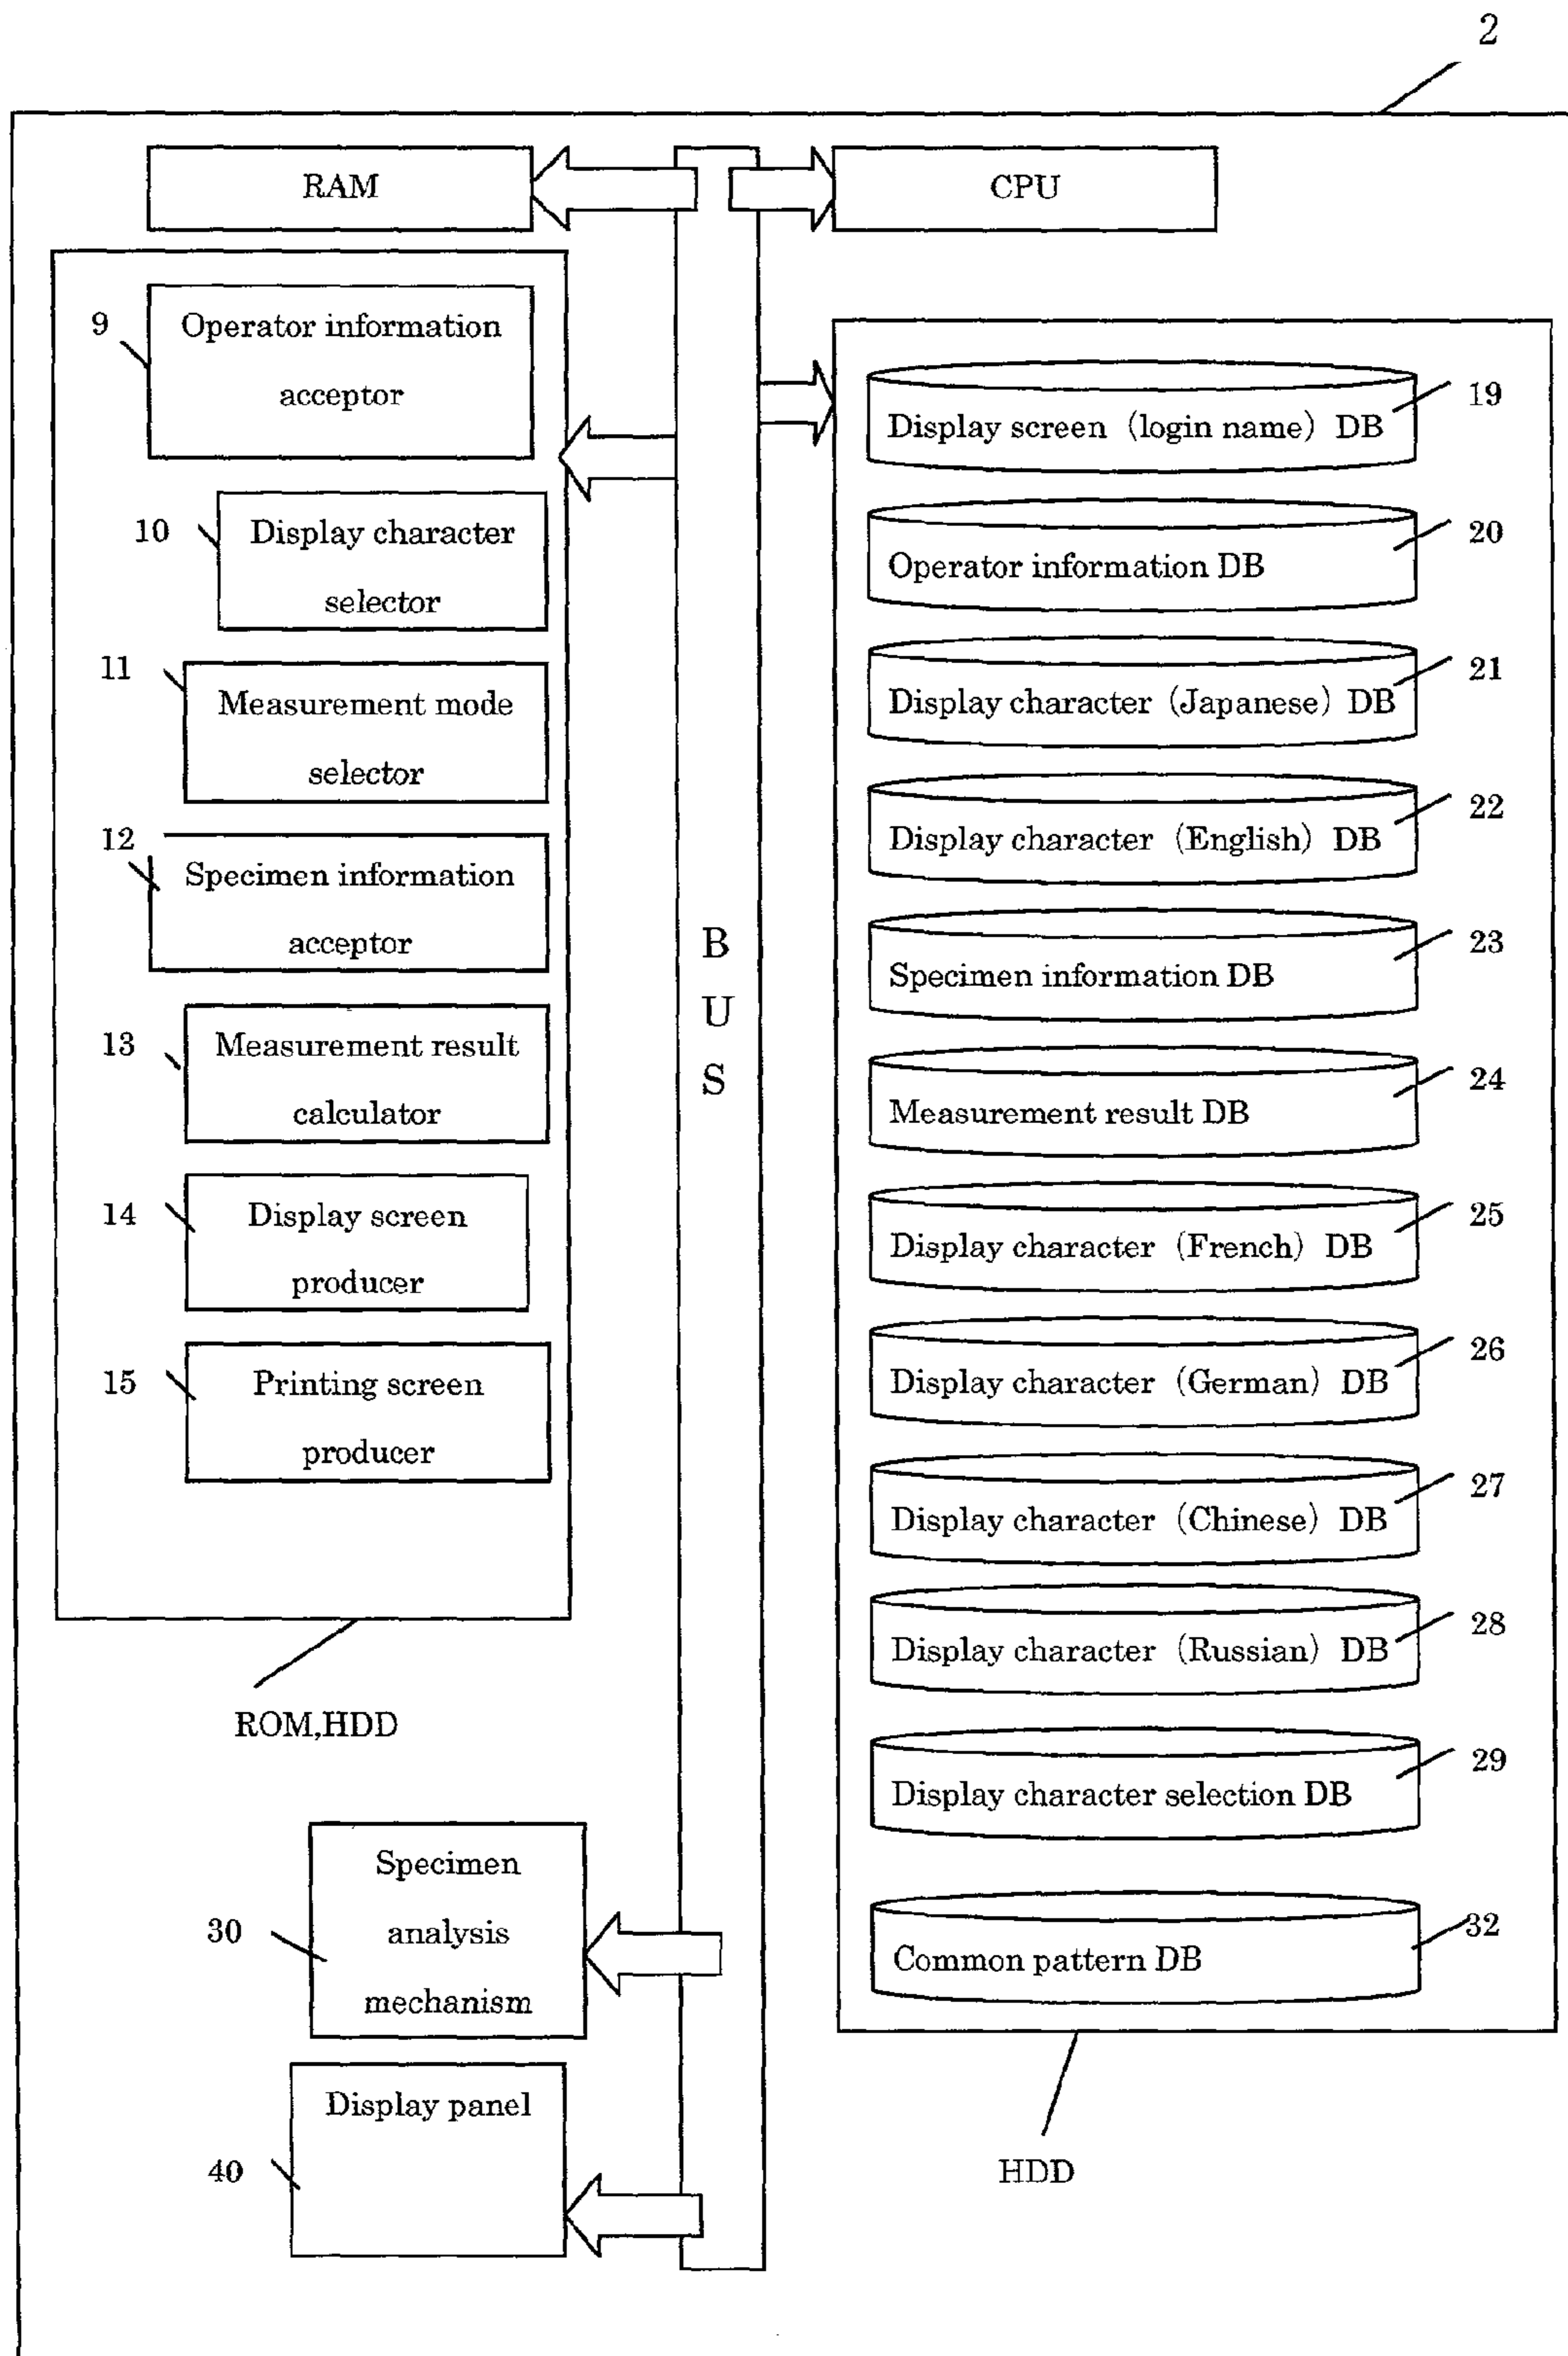 2
RAM
CPU
9
Operator information
acceptor
10
Display character
selector
11
Measurement mode
selector
12
Specimen information
acceptor
13
Measurement result
calculator
14
Display screen
producer
15
Printing screen
producer
ROM,HDD
30
Specimen
analysis
mechanism
Display panel
40
B
U
S
Display screen (login name) DB
19
Operator information DB
20
Display character (Japanese) DB
21
Display character (English) DB
22
Specimen information DB
23
Measurement result DB
24
Display character (French) DB
25
Display character (German) DB
26
Display character (Chinese) DB
27
Display character (Russian) DB
28
Display character selection DB
29
Common pattern DB
32
HDD